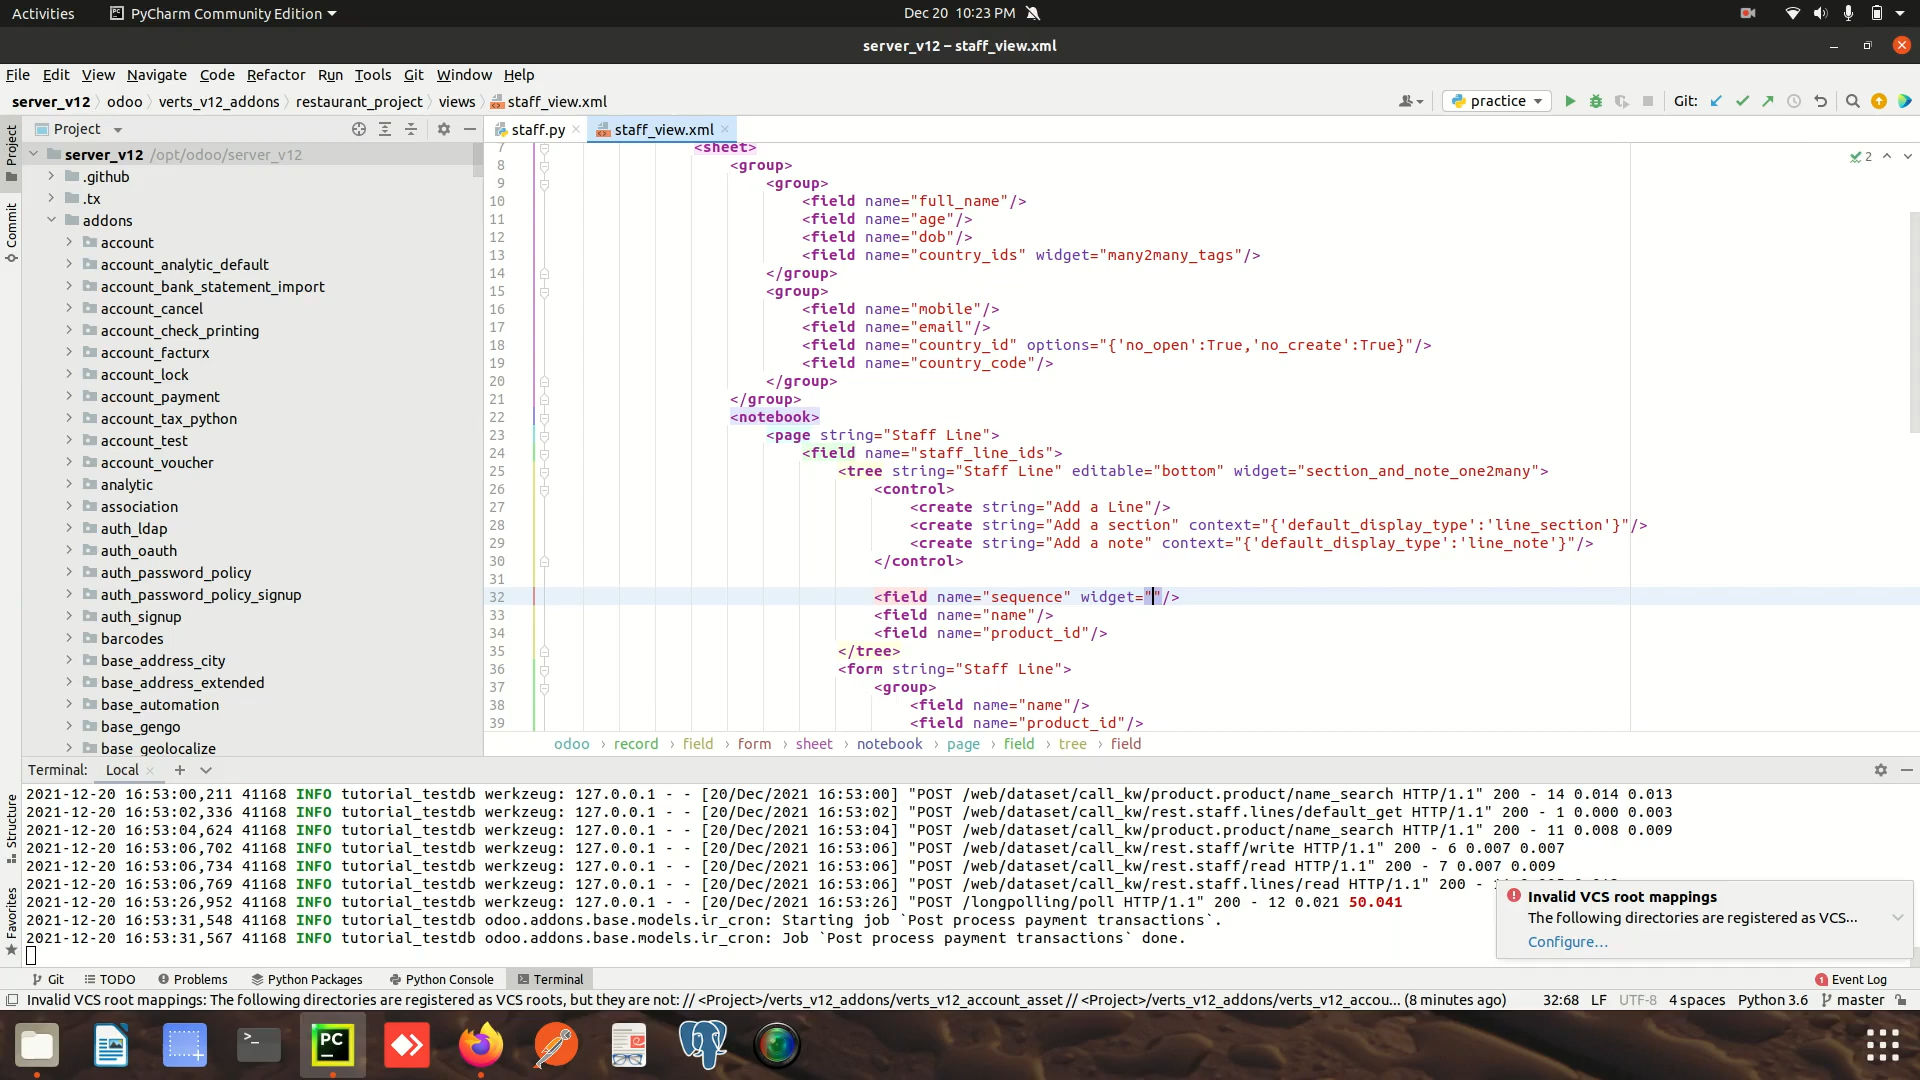 Activities
PyCharm Community Edition
Dec 20 10:23 PM
server_v12 – staff_view.xml
File Edit View Navigate Code Refactor Run Tools Git Window Help
server_v12 odoo verts_v12_addons restaurant_project views staff_view.xml
practice
Git:
Project
staff.py
staff_view.xml
Project
Commit
Structure
Favorites
server_v12 /opt/odoo/server_v12
.github
.tx
addons
account
account_analytic_default
account_bank_statement_import
account_cancel
account_check_printing
account_facturx
account_lock
account_payment
account_tax_python
account_test
account_voucher
analytic
association
auth_ldap
auth_oauth
auth_password_policy
auth_password_policy_signup
auth_signup
barcodes
base_address_city
base_address_extended
base_automation
base_gengo
base_geolocalize
2
7 <sheet>
8 <group>
9 <group>
10 <field name="full_name"/>
11 <field name="age"/>
12 <field name="dob"/>
13 <field name="country_ids" widget="many2many_tags"/>
14 </group>
15 <group>
16 <field name="mobile"/>
17 <field name="email"/>
18 <field name="country_id" options="{'no_open':True,'no_create':True}"/>
19 <field name="country_code"/>
20 </group>
21 </group>
22 <notebook>
23 <page string="Staff Line">
24 <field name="staff_line_ids">
25 <tree string="Staff Line" editable="bottom" widget="section_and_note_one2many">
26 <control>
27 <create string="Add a Line"/>
28 <create string="Add a section" context="{'default_display_type':'line_section'}"/>
29 <create string="Add a note" context="{'default_display_type':'line_note'}"/>
30 </control>
31
32 <field name="sequence" widget=""/>
33 <field name="name"/>
34 <field name="product_id"/>
35 </tree>
36 <form string="Staff Line">
37 <group>
38 <field name="name"/>
39 <field name="product_id"/>
odoo › record › field › form › sheet › notebook › page › field › tree › field
Terminal: Local
2021-12-20 16:53:00,211 41168 INFO tutorial_testdb werkzeug: 127.0.0.1 - - [20/Dec/2021 16:53:00] "POST /web/dataset/call_kw/product.product/name_search HTTP/1.1" 200 - 14 0.014 0.013
2021-12-20 16:53:02,336 41168 INFO tutorial_testdb werkzeug: 127.0.0.1 - - [20/Dec/2021 16:53:02] "POST /web/dataset/call_kw/rest.staff.lines/default_get HTTP/1.1" 200 - 1 0.000 0.003
2021-12-20 16:53:04,624 41168 INFO tutorial_testdb werkzeug: 127.0.0.1 - - [20/Dec/2021 16:53:04] "POST /web/dataset/call_kw/product.product/name_search HTTP/1.1" 200 - 11 0.008 0.009
2021-12-20 16:53:06,702 41168 INFO tutorial_testdb werkzeug: 127.0.0.1 - - [20/Dec/2021 16:53:06] "POST /web/dataset/call_kw/rest.staff/write HTTP/1.1" 200 - 6 0.007 0.007
2021-12-20 16:53:06,734 41168 INFO tutorial_testdb werkzeug: 127.0.0.1 - - [20/Dec/2021 16:53:06] "POST /web/dataset/call_kw/rest.staff/read HTTP/1.1" 200 - 7 0.007 0.009
2021-12-20 16:53:06,769 41168 INFO tutorial_testdb werkzeug: 127.0.0.1 - - [20/Dec/2021 16:53:06] "POST /web/dataset/call_kw/rest.staff.lines/read HTTP/1.1" 200 -
2021-12-20 16:53:26,952 41168 INFO tutorial_testdb werkzeug: 127.0.0.1 - - [20/Dec/2021 16:53:26] "POST /longpolling/poll HTTP/1.1" 200 - 12 0.021 50.041
2021-12-20 16:53:31,548 41168 INFO tutorial_testdb odoo.addons.base.models.ir_cron: Starting job `Post process payment transactions`.
2021-12-20 16:53:31,567 41168 INFO tutorial_testdb odoo.addons.base.models.ir_cron: Job `Post process payment transactions` done.
Invalid VCS root mappings
The following directories are registered as VCS...
Configure...
Git TODO Problems Python Packages Python Console Terminal
1 Event Log
Invalid VCS root mappings: The following directories are registered as VCS roots, but they are not: // <Project>/verts_v12_addons/verts_v12_account_asset // <Project>/verts_v12_addons/verts_v12_accou... (8 minutes ago)
32:68 LF UTF-8 4 spaces Python 3.6 master
>_
PC